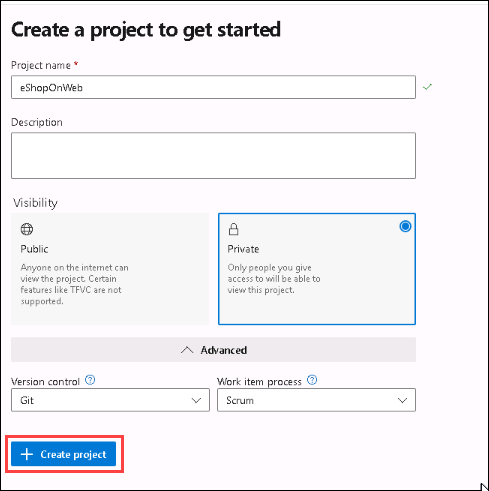 Create a project to get started
Project name *
eShopOnWeb
Description
Visibility
Public
Anyone on the internet can
view the project. Certain
features like TFVC are not
supported.
Private
Only people you give
access to will be able to
view this project.
Advanced
Version control ?
Git
Work item process ?
Scrum
+ Create project